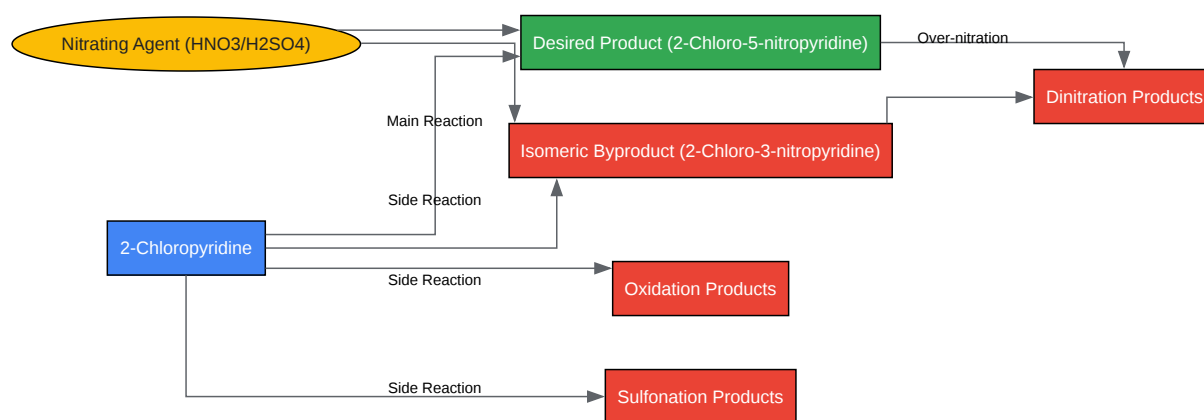 Nitrating Agent (HNO3/H2SO4)
Desired Product (2-Chloro-5-nitropyridine)
Over-nitration
Dinitration Products
Main Reaction
Isomeric Byproduct (2-Chloro-3-nitropyridine)
Side Reaction
2-Chloropyridine
Side Reaction
Oxidation Products
Side Reaction
Sulfonation Products